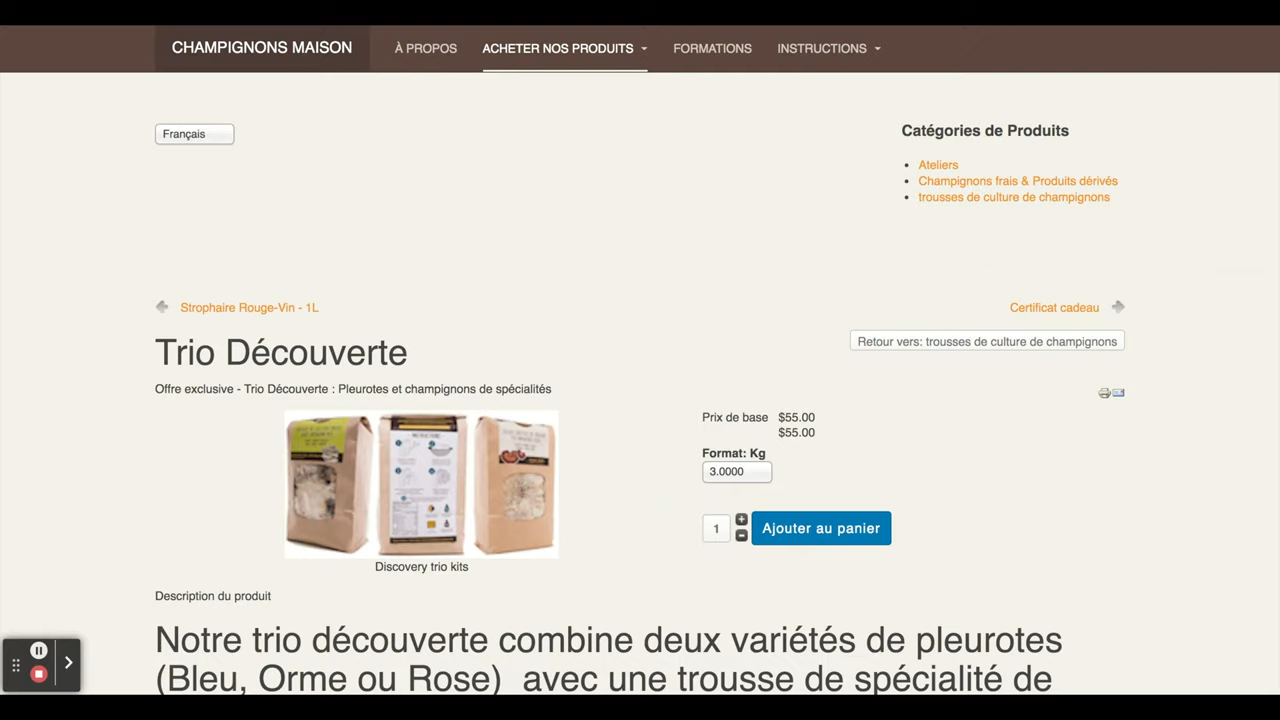 CHAMPIGNONS MAISON
À PROPOS
ACHETER NOS PRODUITS
FORMATIONS
INSTRUCTIONS
Français
Catégories de Produits
Ateliers
Champignons frais & Produits dérivés
trousses de culture de champignons
Strophaire Rouge-Vin - 1L
Certificat cadeau
Trio Découverte
Retour vers: trousses de culture de champignons
Offre exclusive - Trio Découverte : Pleurotes et champignons de spécialités
Prix de base $55.00
$55.00
Format: Kg
3.0000
1
Ajouter au panier
Discovery trio kits
Description du produit
Notre trio découverte combine deux variétés de pleurotes
(Bleu, Orme ou Rose) avec une trousse de spécialité de